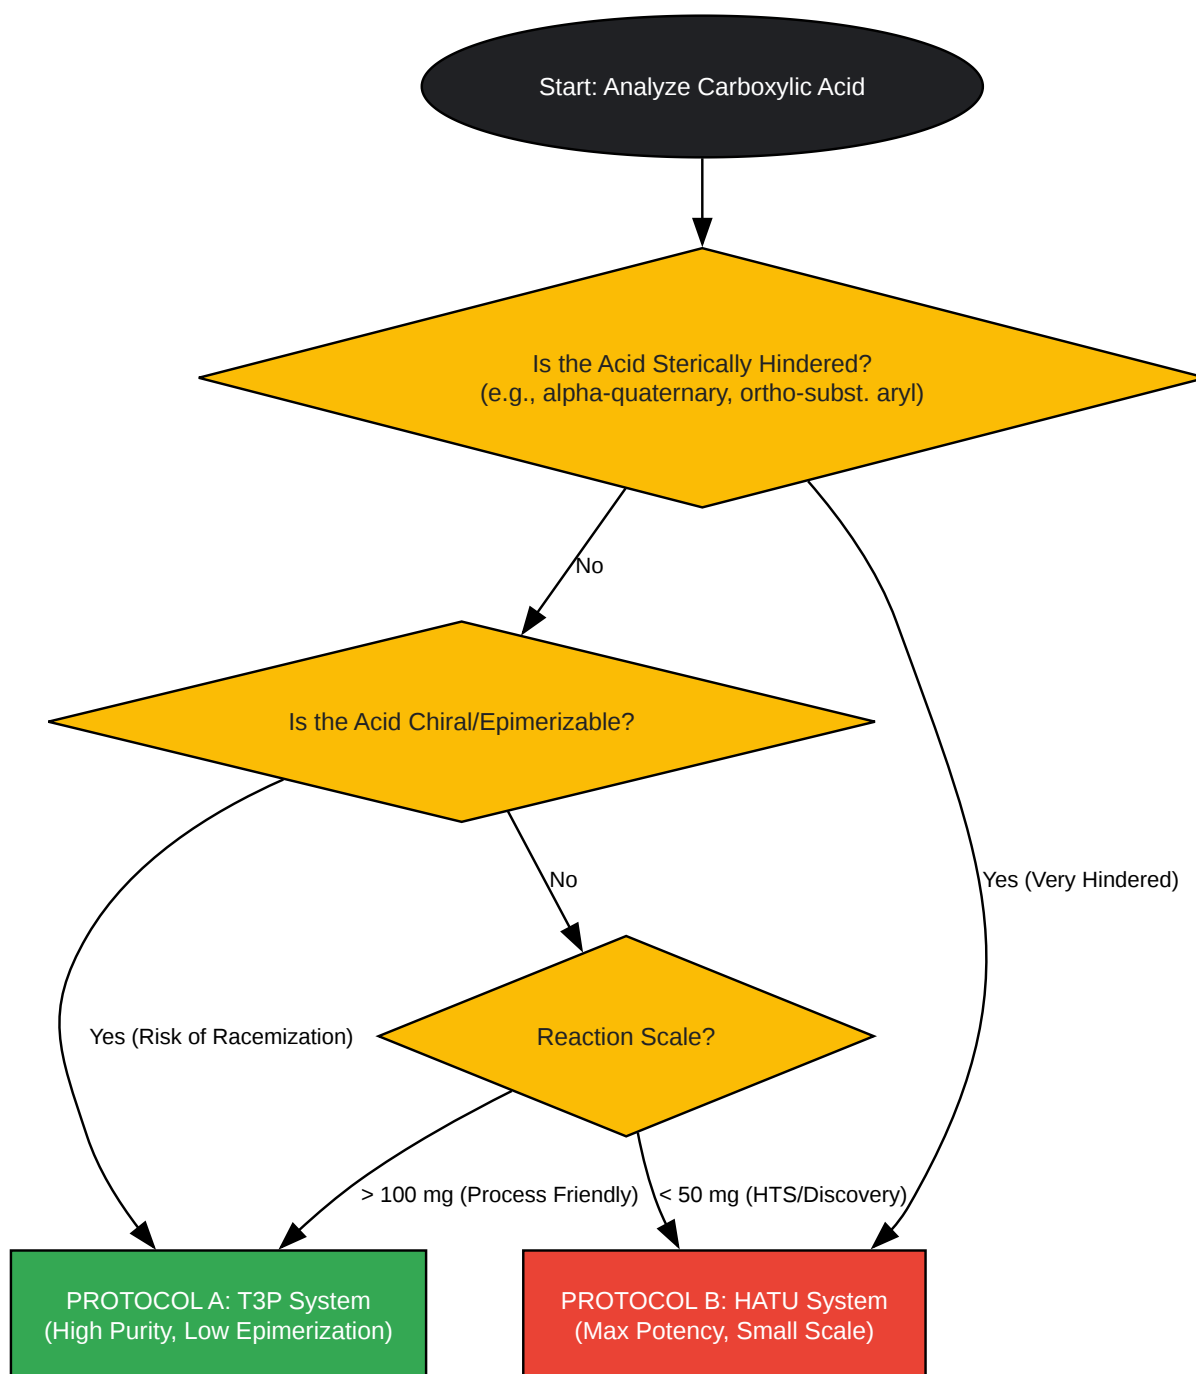 Start: Analyze Carboxylic Acid
Is the Acid Sterically Hindered?
(e.g., alpha-quaternary, ortho-subst. aryl)
No
Is the Acid Chiral/Epimerizable?
No
Yes (Very Hindered)
Yes (Risk of Racemization)
Reaction Scale?
> 100 mg (Process Friendly)
< 50 mg (HTS/Discovery)
PROTOCOL A: T3P System
(High Purity, Low Epimerization)
PROTOCOL B: HATU System
(Max Potency, Small Scale)